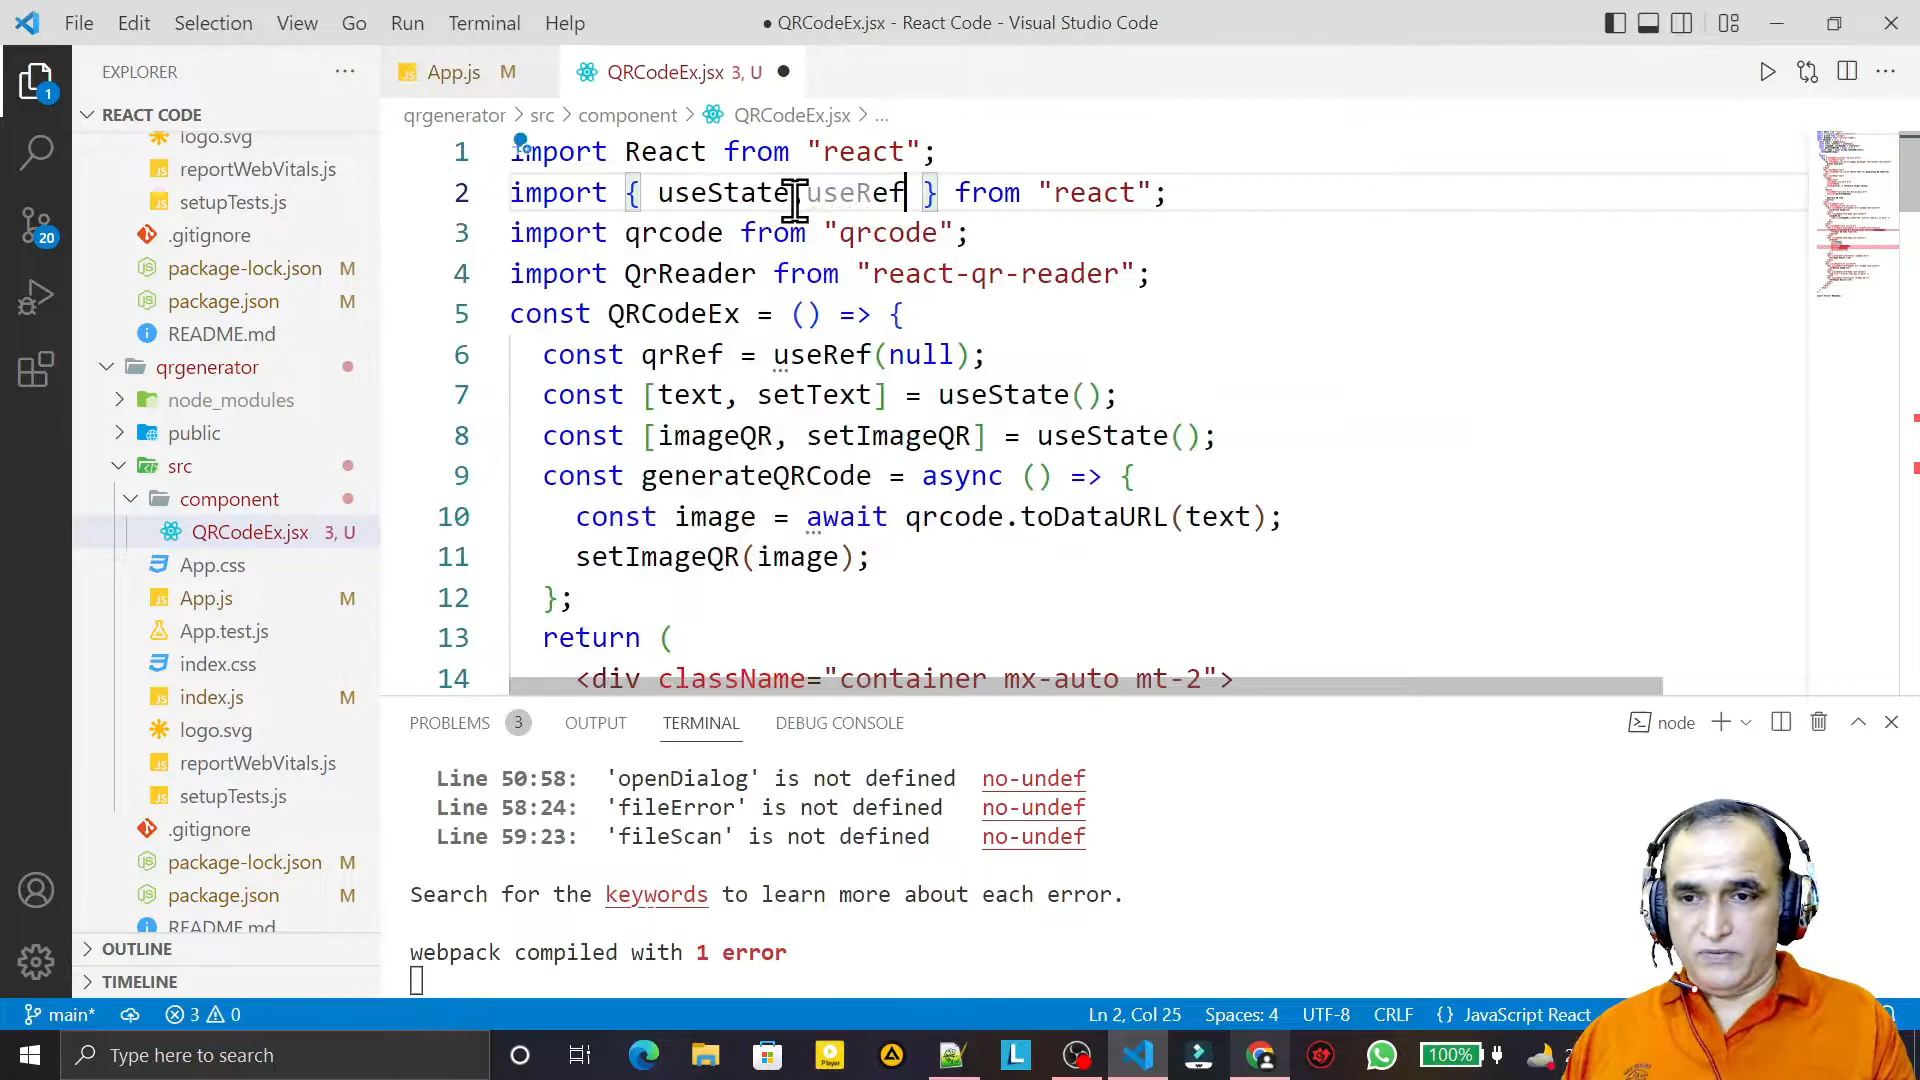 File Edit Selection View Go Run Terminal Help
● QRCodeEx.jsx - React Code - Visual Studio Code
EXPLORER
REACT CODE
logo.svg
reportWebVitals.js
setupTests.js
.gitignore
package-lock.json M
package.json M
README.md
qrgenerator
node_modules
public
src
component
QRCodeEx.jsx 3, U
App.css
App.js M
App.test.js
index.css
index.js M
logo.svg
reportWebVitals.js
setupTests.js
.gitignore
package-lock.json M
package.json M
README.md
OUTLINE
TIMELINE
1
20
App.js M
QRCodeEx.jsx 3, U
qrgenerator > src > component > QRCodeEx.jsx > ...
1 import React from "react";
2 import { useState useRef } from "react";
3 import qrcode from "qrcode";
4 import QrReader from "react-qr-reader";
5 const QRCodeEx = () => {
6 const qrRef = useRef(null);
7 const [text, setText] = useState();
8 const [imageQR, setImageQR] = useState();
9 const generateQRCode = async () => {
10 const image = await qrcode.toDataURL(text);
11 setImageQR(image);
12 };
13 return (
14 <div className="container mx-auto mt-2">
PROBLEMS 3 OUTPUT TERMINAL DEBUG CONSOLE
node
Line 50:58: 'openDialog' is not defined no-undef
Line 58:24: 'fileError' is not defined no-undef
Line 59:23: 'fileScan' is not defined no-undef
Search for the keywords to learn more about each error.
webpack compiled with 1 error
main* 3 0
Ln 2, Col 25 Spaces: 4 UTF-8 CRLF {} JavaScript React
Type here to search
Player
L
100%